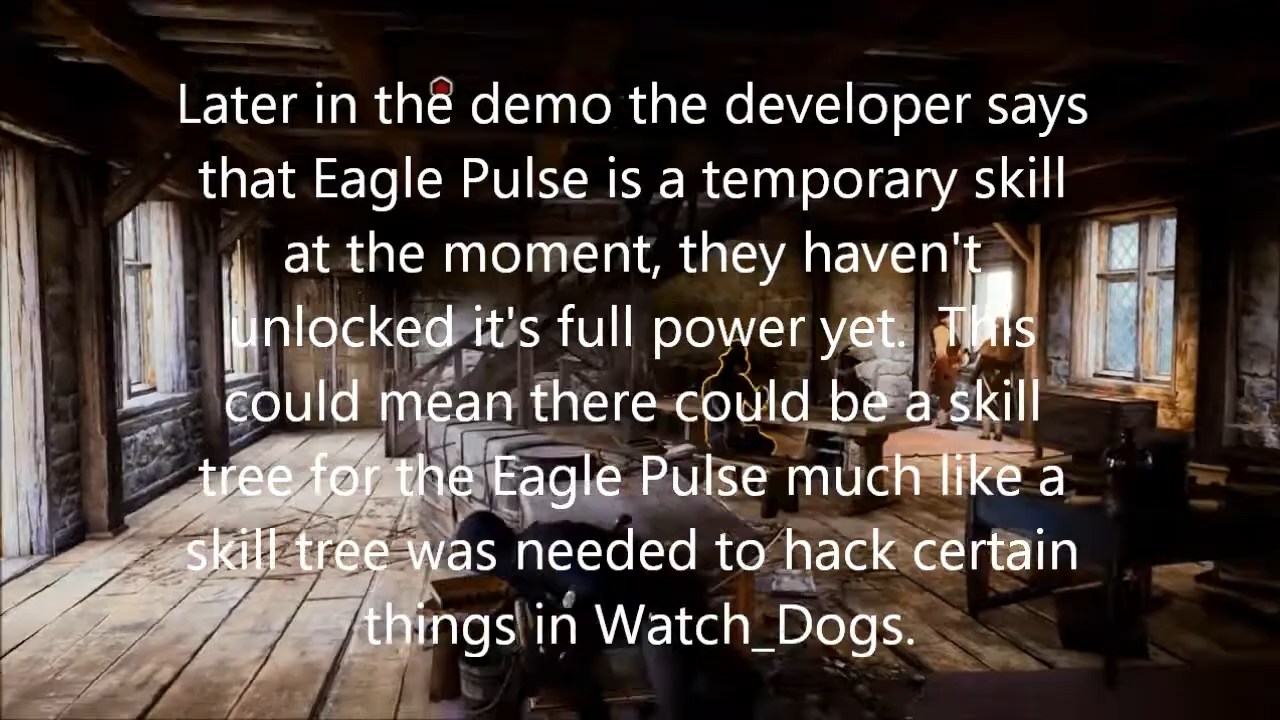 Later in the demo the developer says
that Eagle Pulse is a temporary skill
at the moment, they haven't
unlocked it's full power yet.  This
could mean there could be a skill
tree for the Eagle Pulse much like a
skill tree was needed to hack certain
things in Watch_Dogs.